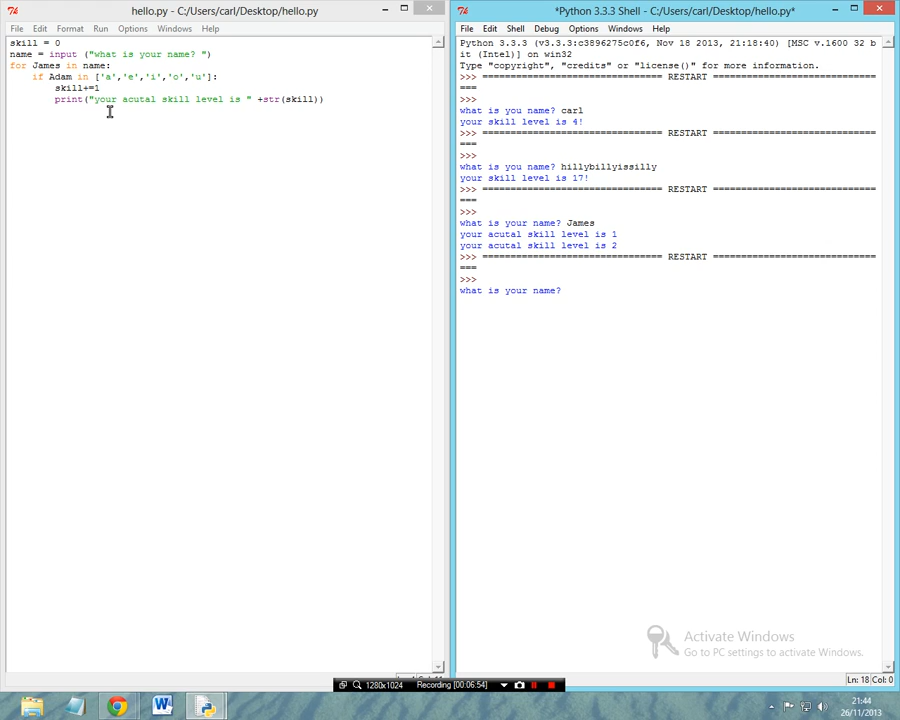 hello.py - C:/Users/carl/Desktop/hello.py
File Edit Format Run Options Windows Help
skill = 0
name = input ("what is your name? ")
for James in name:
if Adam in ['a','e','i','o','u']:
skill+=1
print("your acutal skill level is " +str(skill))
*Python 3.3.3 Shell - C:/Users/carl/Desktop/hello.py*
File Edit Shell Debug Options Windows Help
Python 3.3.3 (v3.3.3:c3896275c0f6, Nov 18 2013, 21:18:40) [MSC v.1600 32 b
it (Intel)] on win32
Type "copyright", "credits" or "license()" for more information.
>>> ================================ RESTART =============================
===
>>>
what is you name? carl
your skill level is 4!
>>> ================================ RESTART =============================
===
>>>
what is you name? hillybillyissilly
your skill level is 17!
>>> ================================ RESTART =============================
===
>>>
what is your name? James
your acutal skill level is 1
your acutal skill level is 2
>>> ================================ RESTART =============================
===
>>>
what is your name?
Activate Windows
Go to PC settings to activate Windows.
Ln: 18 Col: 0
1280x1024 Recording [00:06:54]
21:44
26/11/2013